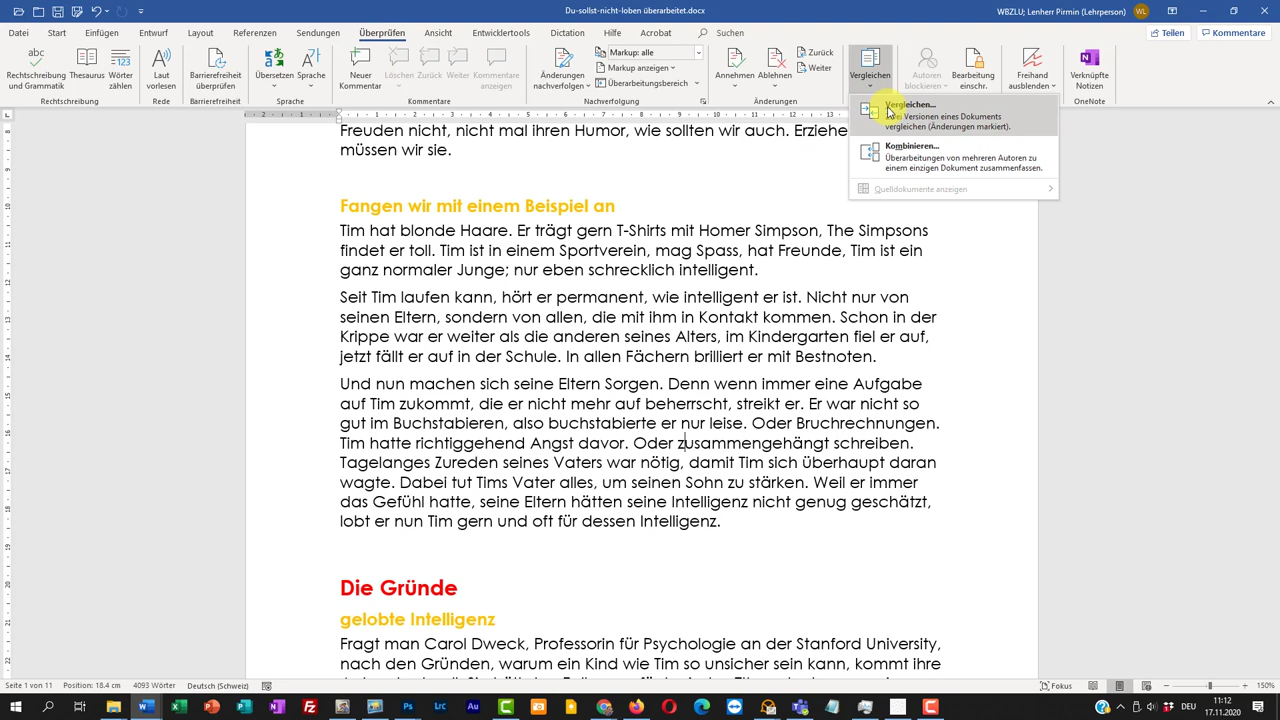 Du-sollst-nicht-loben überarbeitet.docx
WBZLU; Lenherr Pirmin (Lehrperson)
WL
Datei Start Einfügen Entwurf Layout Referenzen Sendungen Überprüfen Ansicht Entwicklertools Dictation Hilfe Acrobat Suchen
Teilen Kommentare
Rechtschreibung und Grammatik
Thesaurus
Wörter zählen
Laut vorlesen
Barrierefreiheit überprüfen
Übersetzen
Sprache
Neuer Kommentar
Löschen
Zurück
Weiter
Kommentare anzeigen
Änderungen nachverfolgen
Markup: alle
Markup anzeigen
Überarbeitungsbereich
Annehmen
Ablehnen
Zurück
Weiter
Vergleichen
Autoren blockieren
Bearbeitung einschr.
Freihand ausblenden
Verknüpfte Notizen
Rechtschreibung Rede Barrierefreiheit Sprache Kommentare Nachverfolgung Änderungen OneNote
Vergleichen...
Zwei Versionen eines Dokuments
vergleichen (Änderungen markiert).
Kombinieren...
Überarbeitungen von mehreren Autoren zu
einem einzigen Dokument zusammenfassen.
Quelldokumente anzeigen
Freuden nicht, nicht mal ihren Humor, wie sollten wir auch. Erziehe
müssen wir sie.
Fangen wir mit einem Beispiel an
Tim hat blonde Haare. Er trägt gern T-Shirts mit Homer Simpson, The Simpsons
findet er toll. Tim ist in einem Sportverein, mag Spass, hat Freunde, Tim ist ein
ganz normaler Junge; nur eben schrecklich intelligent.
Seit Tim laufen kann, hört er permanent, wie intelligent er ist. Nicht nur von
seinen Eltern, sondern von allen, die mit ihm in Kontakt kommen. Schon in der
Krippe war er weiter als die anderen seines Alters, im Kindergarten fiel er auf,
jetzt fällt er auf in der Schule. In allen Fächern brilliert er mit Bestnoten.
Und nun machen sich seine Eltern Sorgen. Denn wenn immer eine Aufgabe
auf Tim zukommt, die er nicht mehr auf beherrscht, streikt er. Er war nicht so
gut im Buchstabieren, also buchstabierte er nur leise. Oder Bruchrechnungen.
Tim hatte richtiggehend Angst davor. Oder zusammengehängt schreiben.
Tagelanges Zureden seines Vaters war nötig, damit Tim sich überhaupt daran
wagte. Dabei tut Tims Vater alles, um seinen Sohn zu stärken. Weil er immer
das Gefühl hatte, seine Eltern hätten seine Intelligenz nicht genug geschätzt,
lobt er nun Tim gern und oft für dessen Intelligenz.
Die Gründe
gelobte Intelligenz
Fragt man Carol Dweck, Professorin für Psychologie an der Stanford University,
nach den Gründen, warum ein Kind wie Tim so unsicher sein kann, kommt ihre
Seite 1 von 11 Position: 18.4 cm 4093 Wörter Deutsch (Schweiz)
Fokus
150%
11:12
17.11.2020